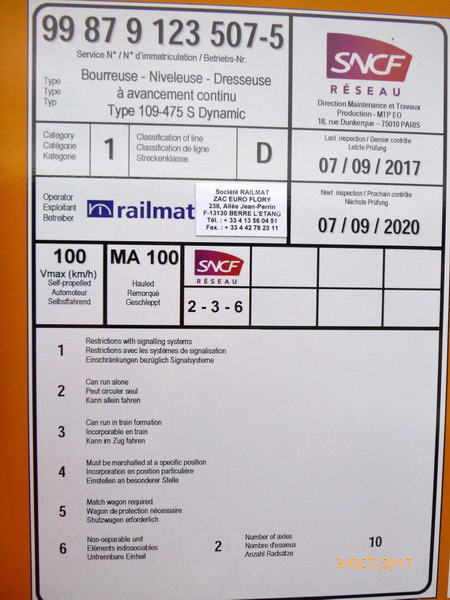 99 87 9 123 507-5
Service N° / N° d'immatriculation / Betriebs-Nr.
Type
Type
Typ
Bourreuse - Niveleuse - Dresseuse
à avancement continu
Type 109-475 S Dynamic
SNCF
RÉSEAU
Direction Maintenance et Travaux
Production - MTP EO
18, rue Dunkerque – 75010 PARIS
Category
Catégorie
Kategorie
1
Classification of line
Classification de ligne
Streckenklasse
D
Last inspection / Dernier contrôle
Letzte Prüfung
07 / 09 / 2017
Operator
Exploitant
Betreiber
railmat
Société RAILMAT
ZAC EURO FLORY
238, Allée Jean-Perrin
F-13130 BERRE L'ETANG
Tél. : + 33 4 13 56 04 51
Fax. : + 33 4 42 78 23 11
Next inspection / Prochain contrôle
Nächste Prüfung
07 / 09 / 2020
100
Vmax (km/h)
Self-propelled
Automoteur
Selbstfahrend
MA 100
Hauled
Remorqué
Geschleppt
SNCF
RÉSEAU
2 - 3 - 6
1
Restrictions with signalling systems
Restrictions avec les systèmes de signalisation
Einschränkungen bezüglich Signalsysteme
2
Can run alone
Peut circuler seul
Kann allein fahren
3
Can run in train formation
Incorporable en train
Kann im Zug fahren
4
Must be marshalled at a specific position
Incorporation en position particulière
Einstellen an besonderer Stelle
5
Match wagon required
Wagon de protection nécessaire
Shutzwagen erforderlich
6
Non-separable unit
Eléments indissociables
Untrennbare Einheit
2
Number of axles
Nombre d'essieux
Anzahl Radsätze
10
3/OCT/2017